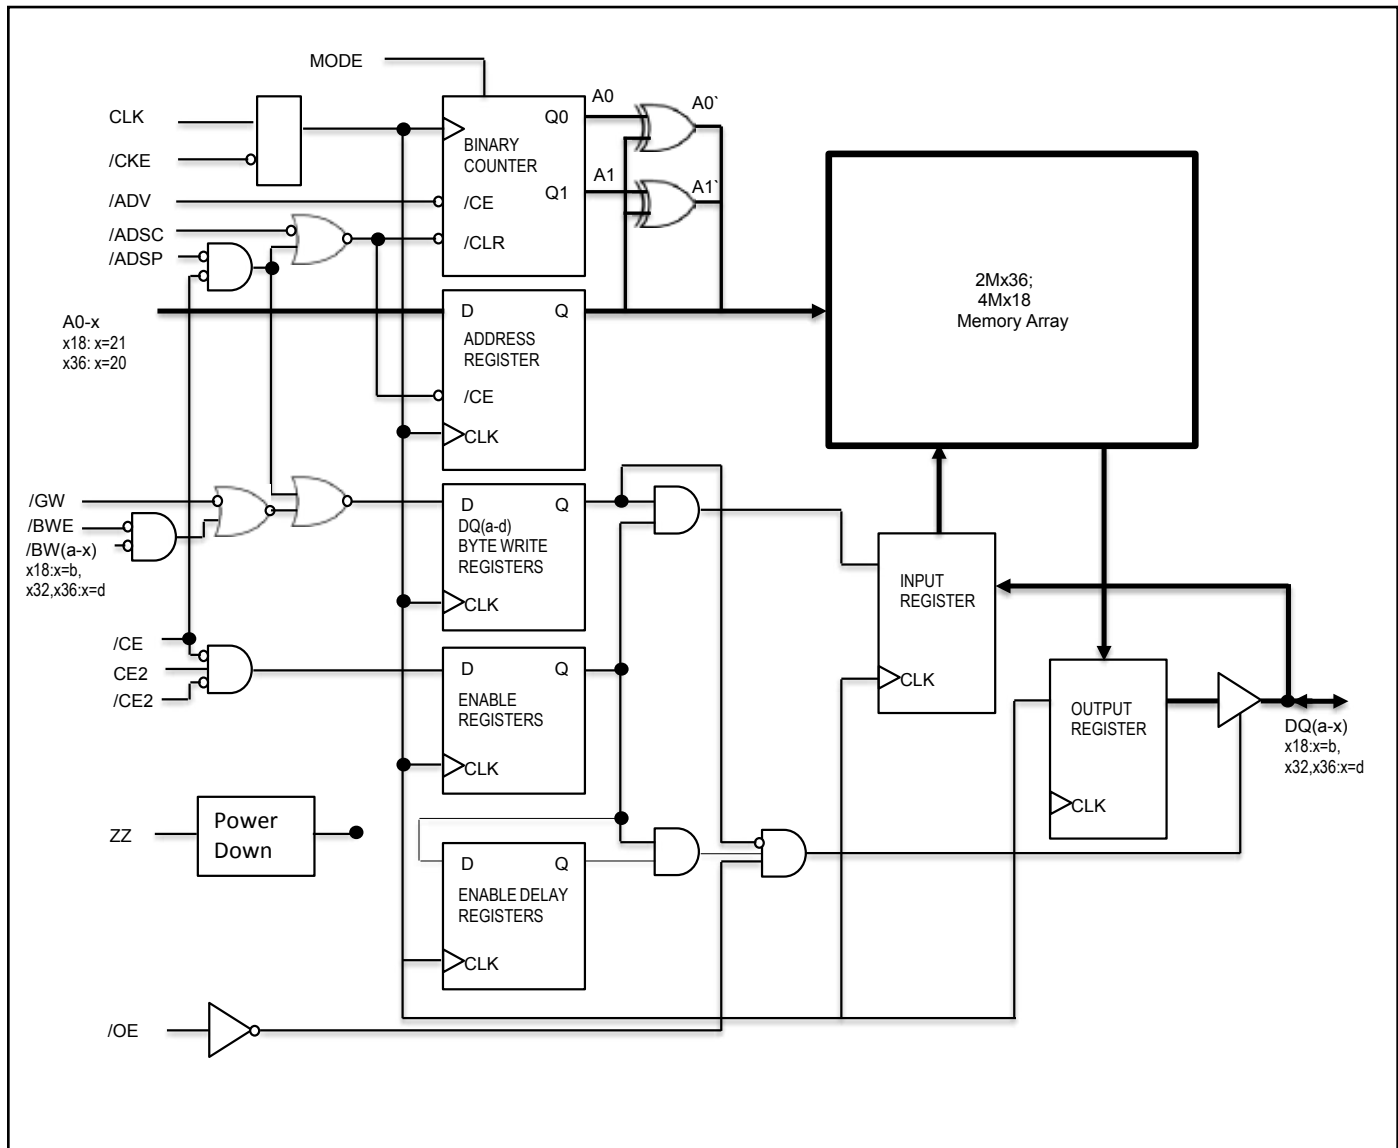 MODE
CLK
/CKE
/ADV
/ADSC
/ADSP
A0-x
x18: x=21
x36: x=20
/GW
/BWE
/BW(a-x)
x18:x=b,
x32,x36:x=d
/CE
CE2
/CE2
ZZ
Power
Down
/OE
Q0
BINARY
COUNTER
Q1
/CE
/CLR
A0
A0`
A1
A1`
D Q
ADDRESS
REGISTER
/CE
CLK
D Q
DQ(a-d)
BYTE WRITE
REGISTERS
CLK
D Q
ENABLE
REGISTERS
CLK
D Q
ENABLE DELAY
REGISTERS
CLK
2Mx36;
4Mx18
Memory Array
INPUT
REGISTER
CLK
OUTPUT
REGISTER
CLK
DQ(a-x)
x18:x=b,
x32,x36:x=d